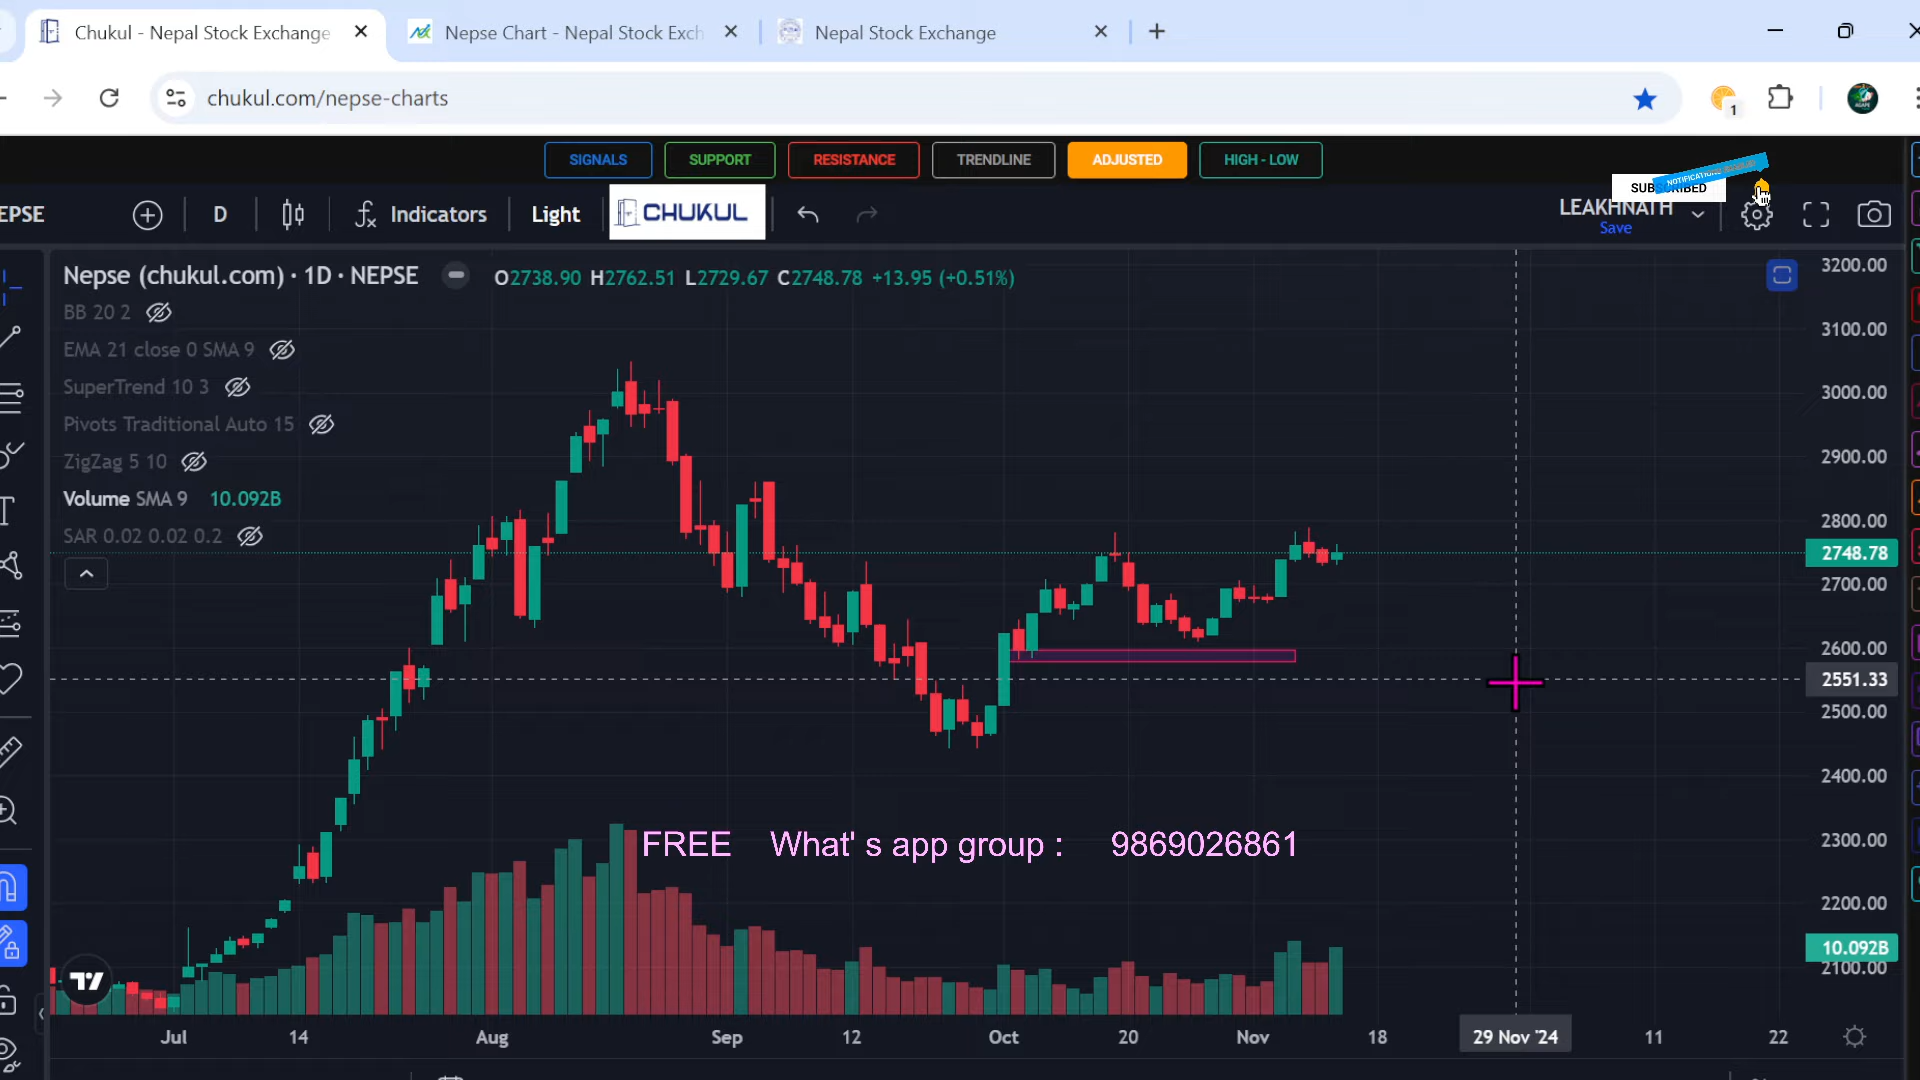 Chukul - Nepal Stock Exchange
Nepse Chart - Nepal Stock Exch
Nepal Stock Exchange
chukul.com/nepse-charts
1
SIGNALS
SUPPORT
RESISTANCE
TRENDLINE
ADJUSTED
HIGH - LOW
SUBSCRIBED
EPSE
D
Indicators
Light
CHUKUL
LEAKHNATH
Save
Nepse (chukul.com) · 1D · NEPSE
O2738.90 H2762.51 L2729.67 C2748.78 +13.95 (+0.51%)
BB 20 2
EMA 21 close 0 SMA 9
SuperTrend 10 3
Pivots Traditional Auto 15
ZigZag 5 10
Volume SMA 9 10.092B
SAR 0.02 0.02 0.2
3200.00
3100.00
3000.00
2900.00
2800.00
2748.78
2700.00
2600.00
2551.33
2500.00
2400.00
2300.00
2200.00
10.092B
2100.00
FREE What' s app group : 9869026861
Jul 14 Aug Sep 12 Oct 20 Nov 18 29 Nov '24 11 22